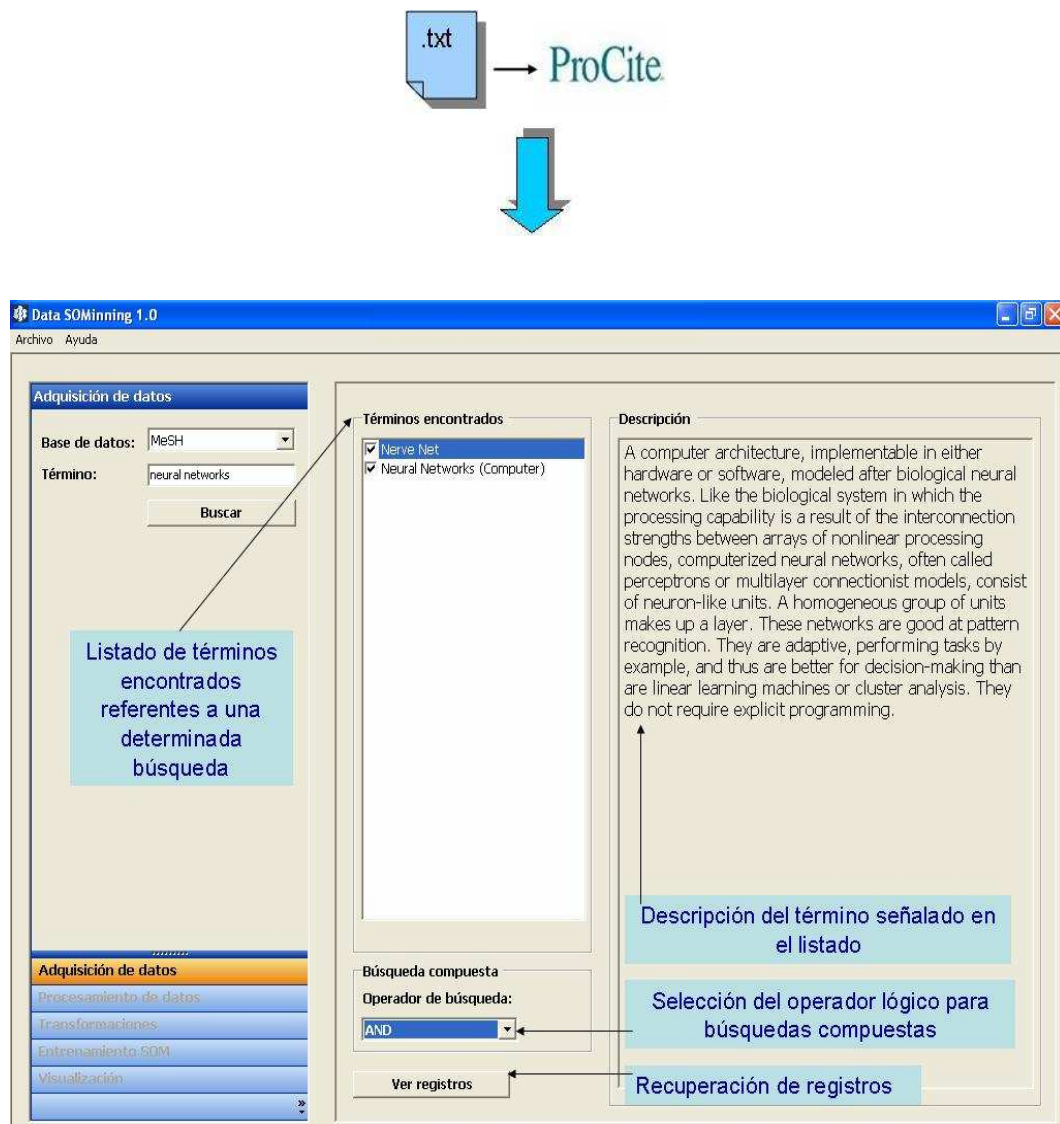 .txt
ProCite
Data SOMinning 1.0
Archivo Ayuda
Adquisición de datos
Base de datos: MeSH
Término: neural networks
Buscar
Listado de términos
encontrados
referentes a una
determinada
búsqueda
Adquisición de datos
Procesamiento de datos
Transformaciones
Entrenamiento SOM
Visualización
Términos encontrados
Nerve Net
Neural Networks (Computer)
Búsqueda compuesta
Operador de búsqueda:
AND
Ver registros
Descripción
A computer architecture, implementable in either
hardware or software, modeled after biological neural
networks. Like the biological system in which the
processing capability is a result of the interconnection
strengths between arrays of nonlinear processing
nodes, computerized neural networks, often called
perceptrons or multilayer connectionist models, consist
of neuron-like units. A homogeneous group of units
makes up a layer. These networks are good at pattern
recognition. They are adaptive, performing tasks by
example, and thus are better for decision-making than
are linear learning machines or cluster analysis. They
do not require explicit programming.
Descripción del término señalado en
el listado
Selección del operador lógico para
búsquedas compuestas
Recuperación de registros